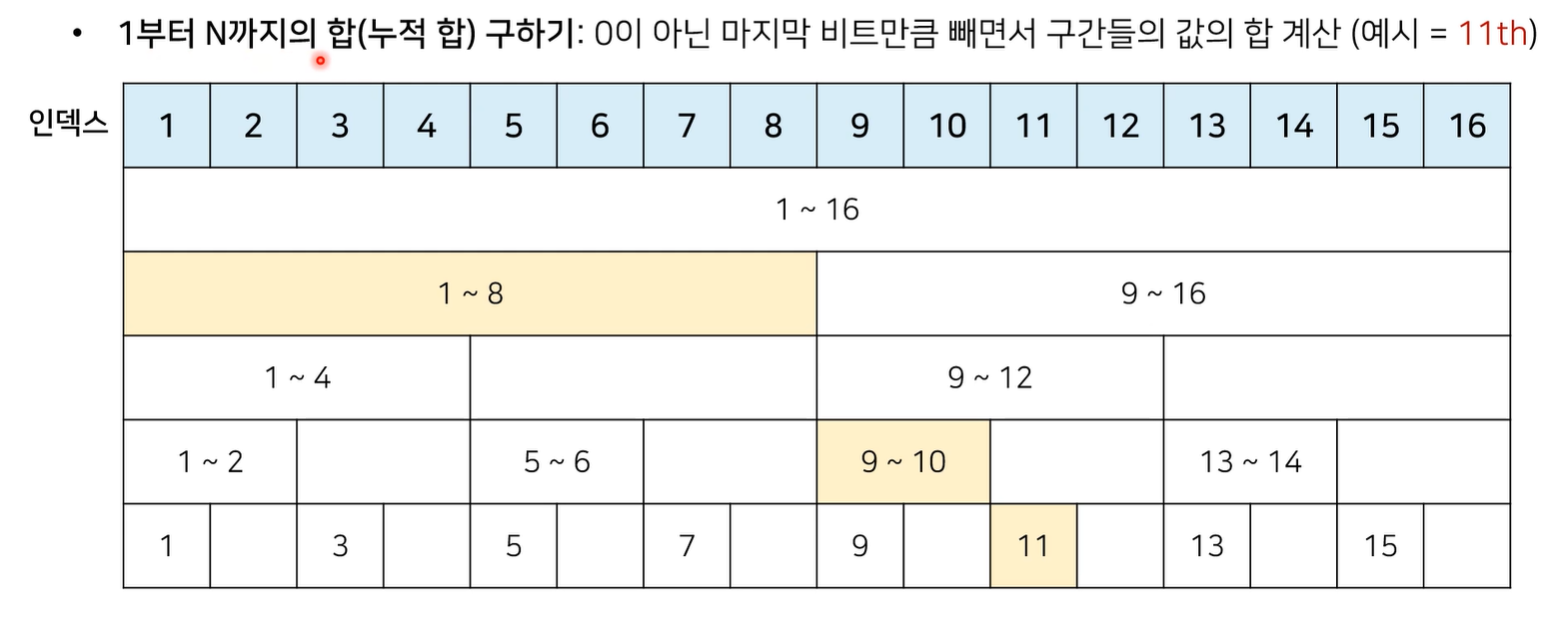 • 1부터 N까지의 합(누적 합) 구하기: 0이 아닌 마지막 비트만큼 빼면서 구간들의 값의 합 계산 (예시 = 11th)
인덱스 1 2 3 4 5 6 7 8 9 10 11 12 13 14 15 16
1 ~ 16
1 ~ 8 9 ~ 16
1 ~ 4 9 ~ 12
1 ~ 2 5 ~ 6 9 ~ 10 13 ~ 14
1 3 5 7 9 11 13 15